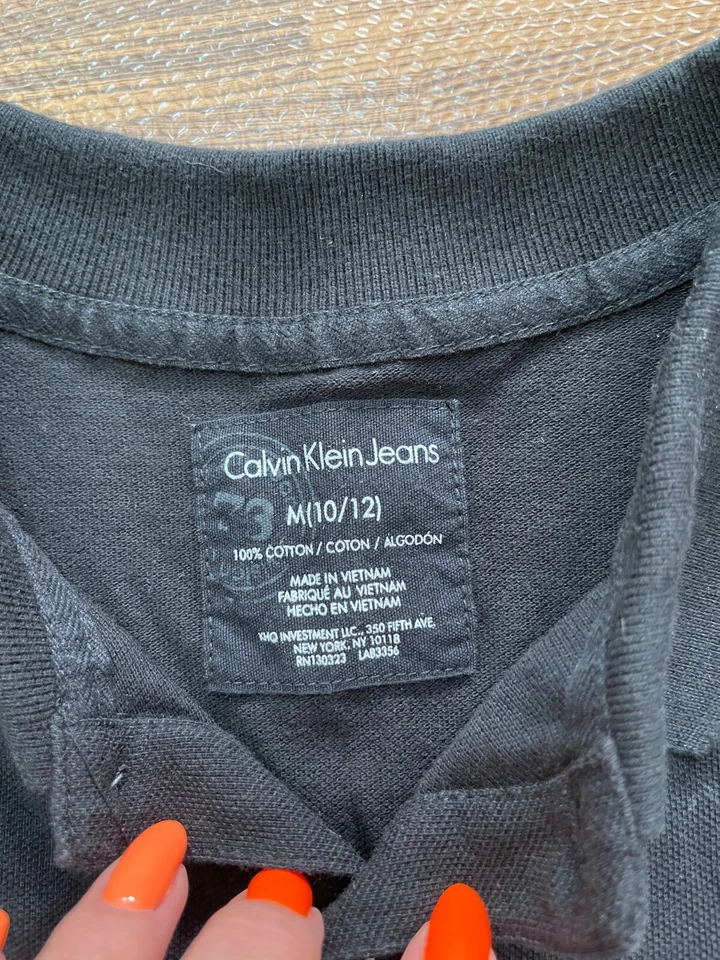 Calvin Klein Jeans
M(10/12)
100% COTTON / COTON / ALGODÓN
MADE IN VIETNAM
FABRIQUÉ AU VIETNAM
HECHO EN VIETNAM
INVESTMENT LLC., 350 FIFTH AVE,
NEW YORK, NY 10118
RN130323 LAB3356